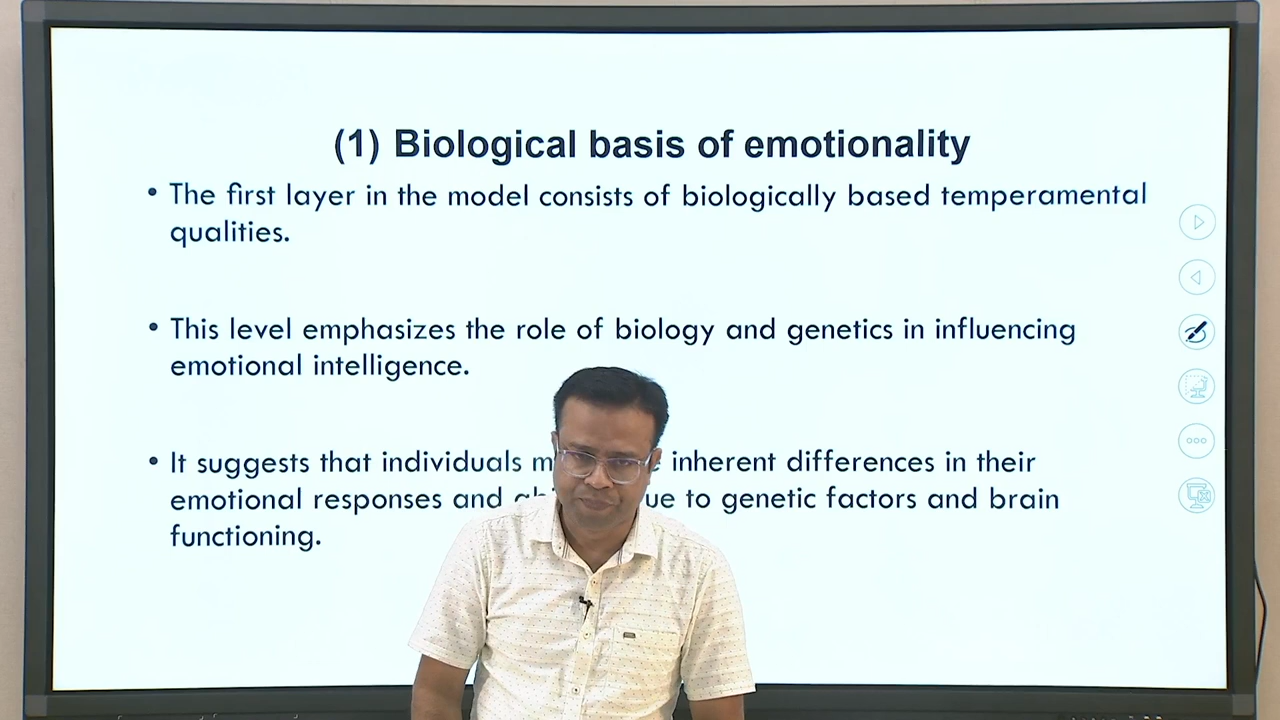 (1) Biological basis of emotionality
• The first layer in the model consists of biologically based temperamental
qualities.
• This level emphasizes the role of biology and genetics in influencing
emotional intelligence.
• It suggests that individuals inherent differences in their
emotional responses and to genetic factors and brain
functioning.